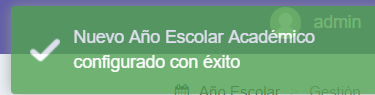 admin
Nuevo Año Escolar Académico
configurado con éxito
Año Escolar > Gestión